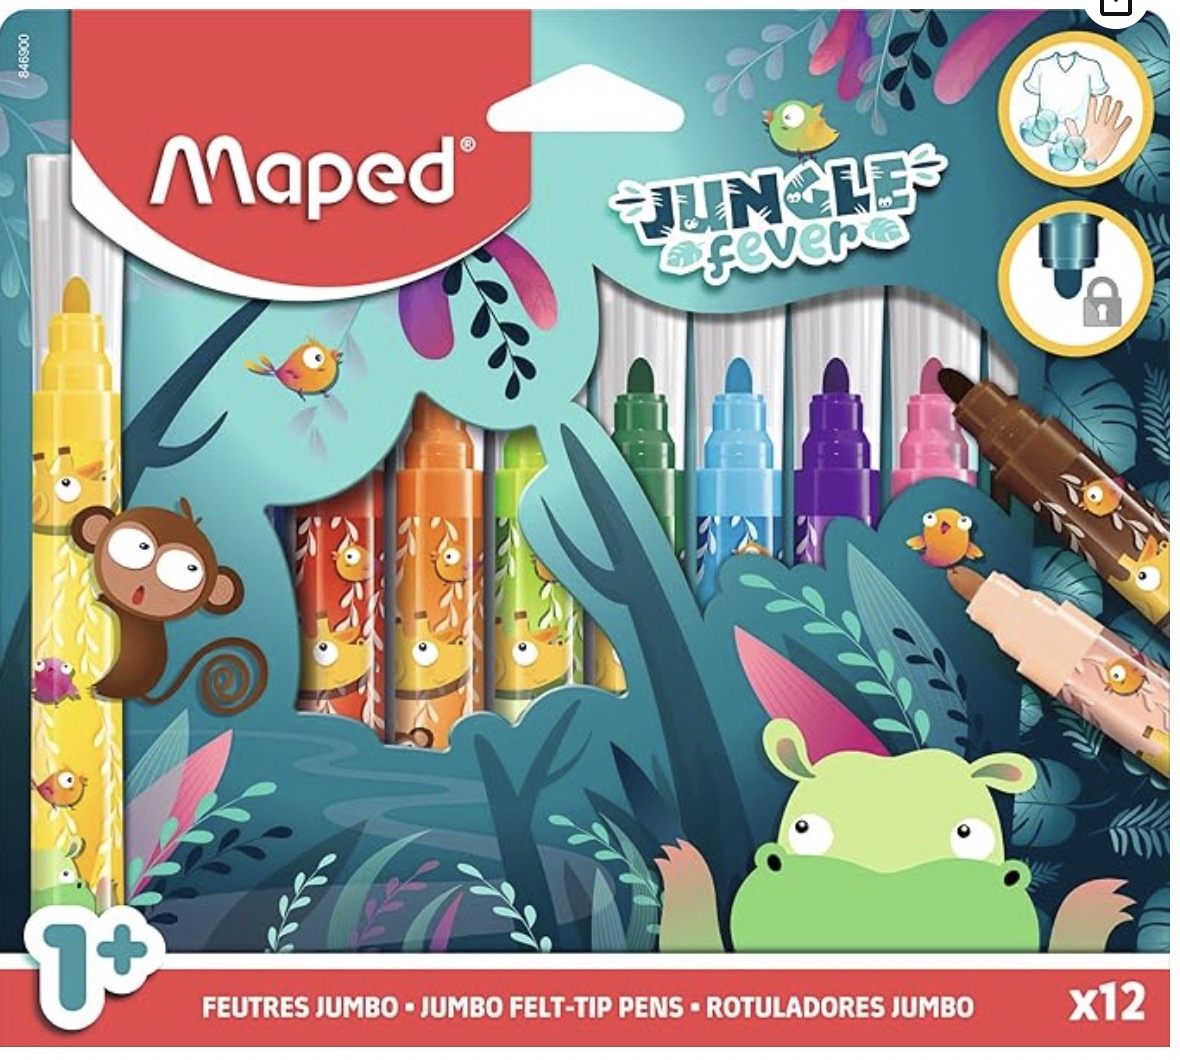 846900
Maped®
JUNGLE
fever
1+
FEUTRES JUMBO • JUMBO FELT-TIP PENS • ROTULADORES JUMBO
x12